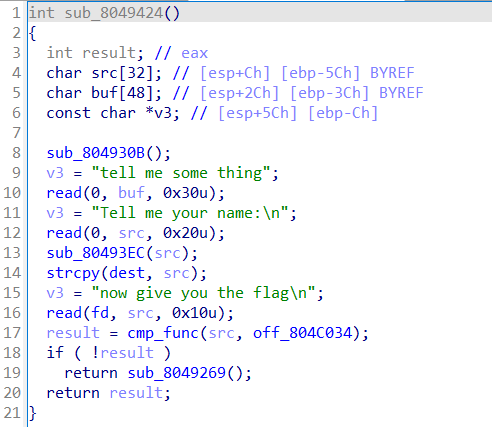 1 int sub_8049424()
2 {
3 int result; // eax
4 char src[32]; // [esp+Ch] [ebp-5Ch] BYREF
5 char buf[48]; // [esp+2Ch] [ebp-3Ch] BYREF
6 const char *v3; // [esp+5Ch] [ebp-Ch]
7
8 sub_804930B();
9 v3 = "tell me some thing";
10 read(0, buf, 0x30u);
11 v3 = "Tell me your name:\n";
12 read(0, src, 0x20u);
13 sub_80493EC(src);
14 strcpy(dest, src);
15 v3 = "now give you the flag\n";
16 read(fd, src, 0x10u);
17 result = cmp_func(src, off_804C034);
18 if ( !result )
19 return sub_8049269();
20 return result;
21 }